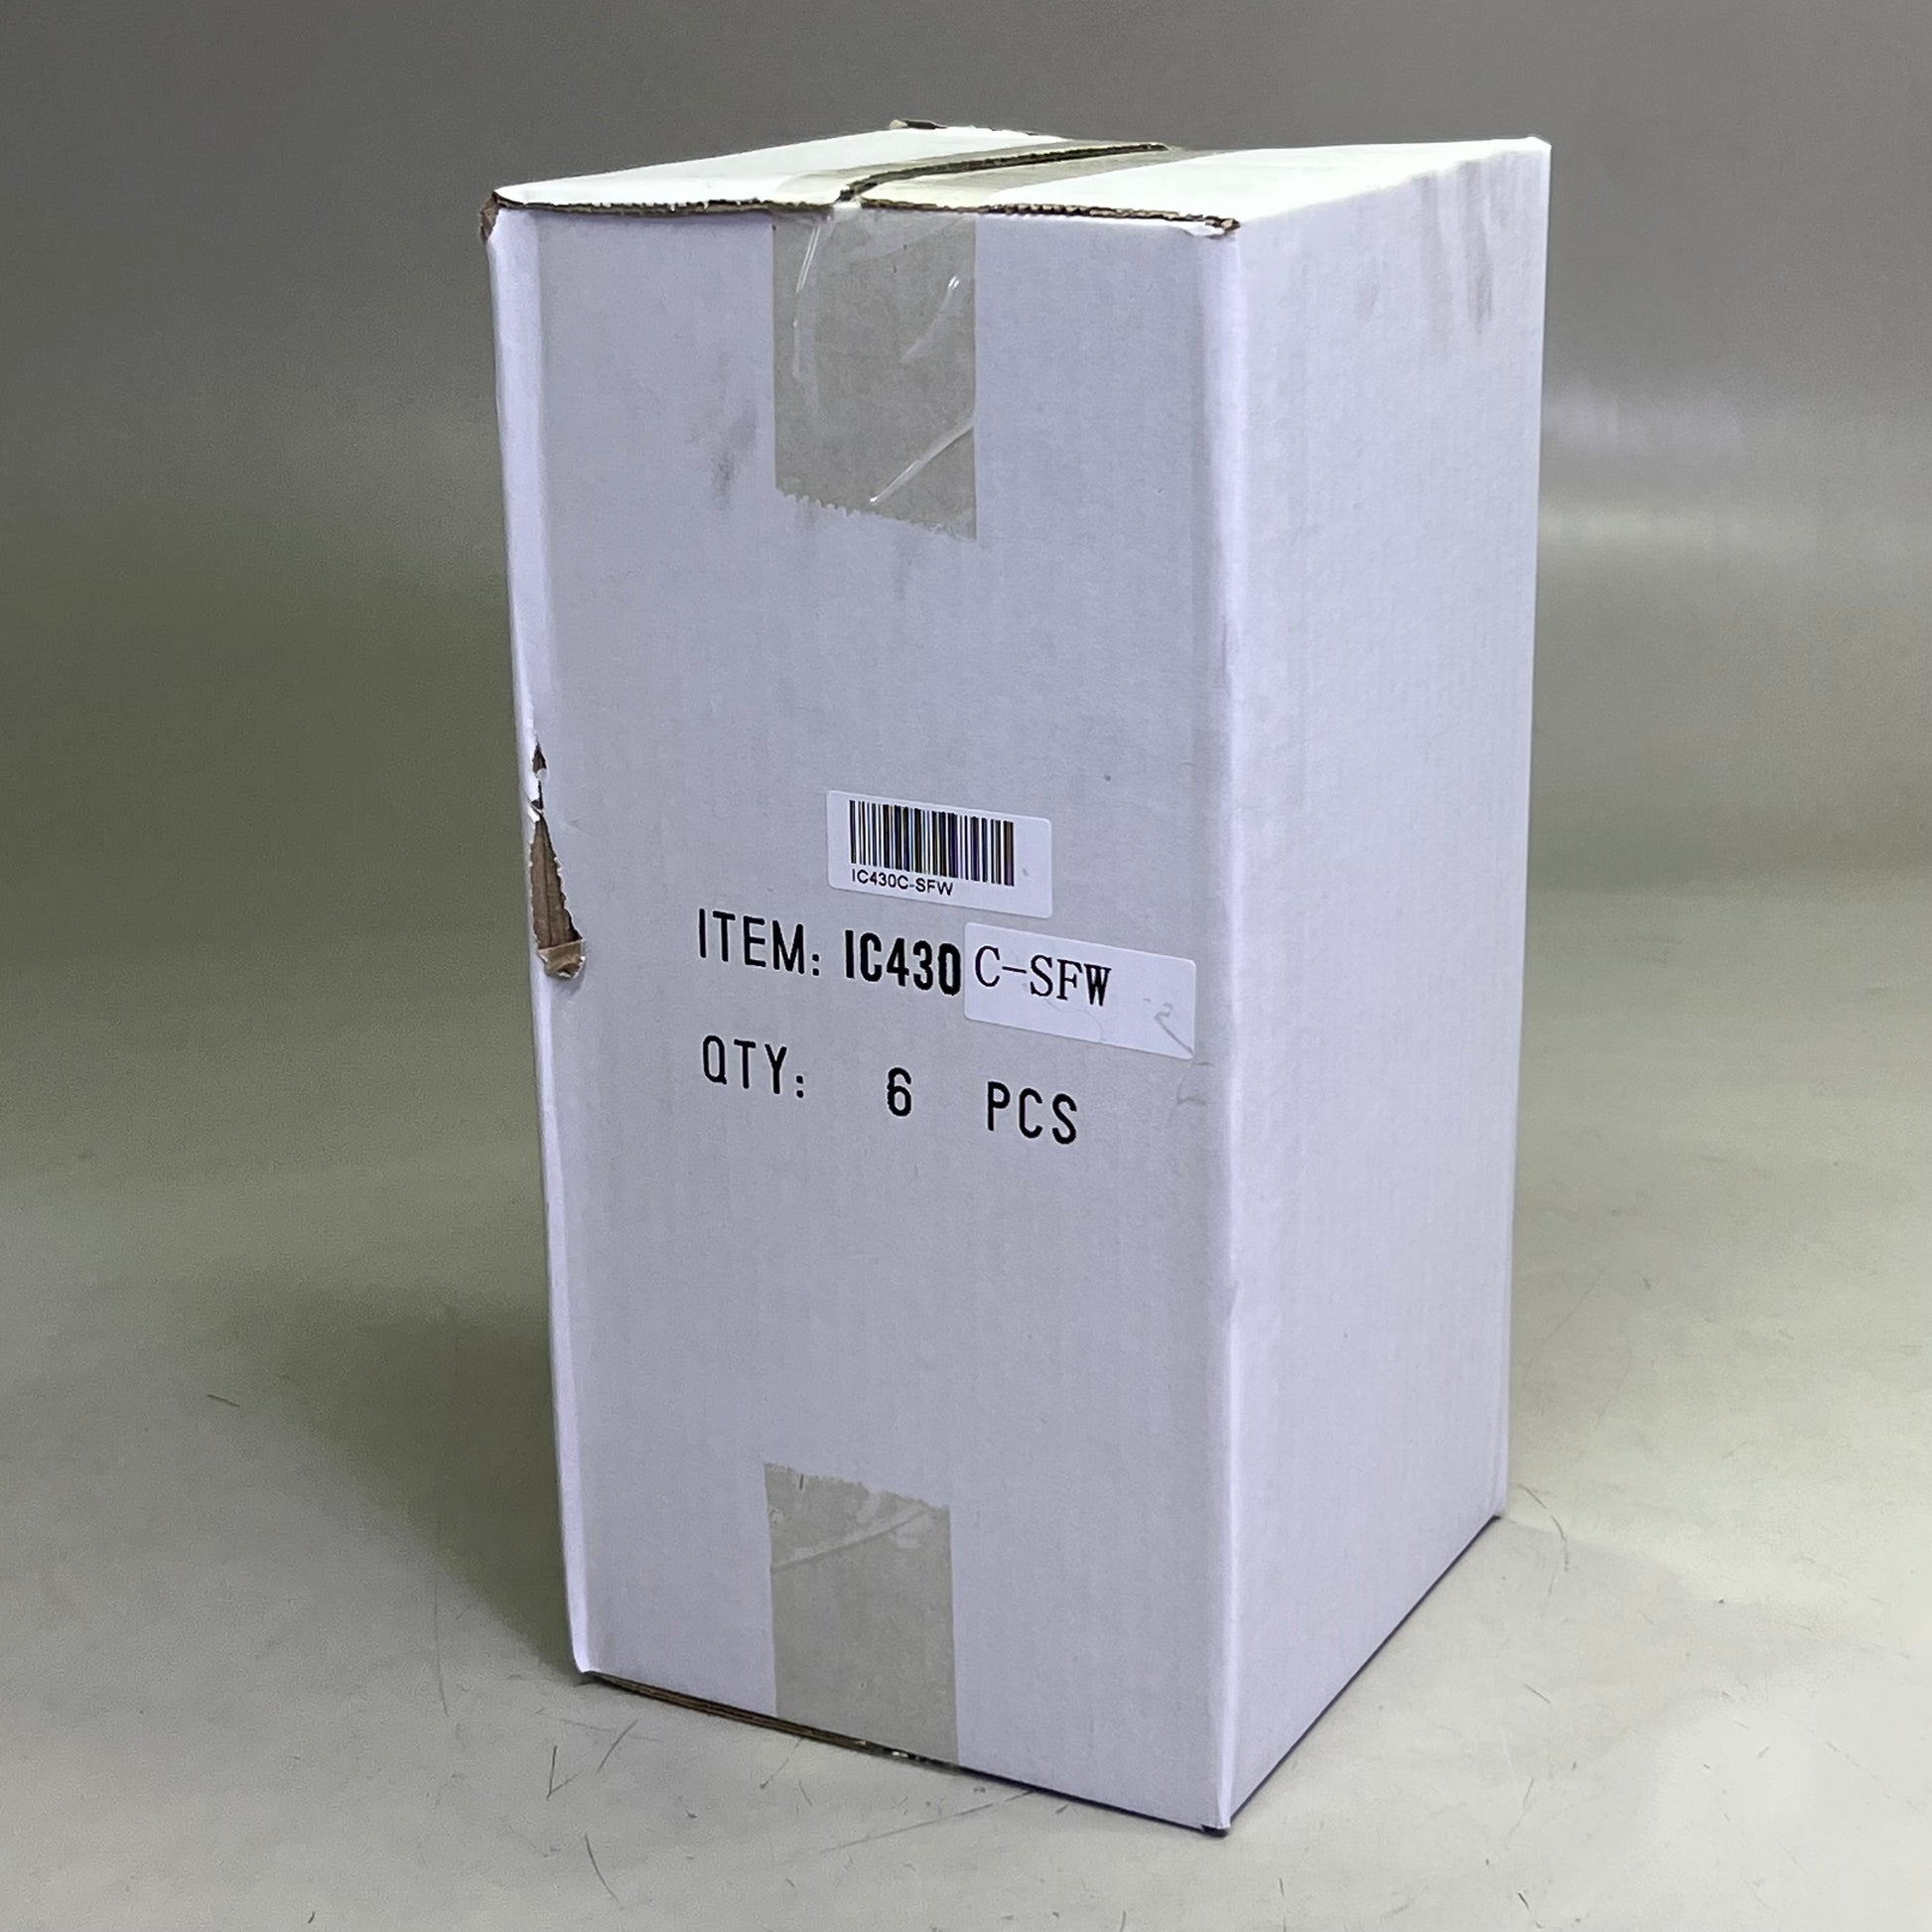 IC430C-SFW
ITEM: IC430 C-SFW
QTY: 6 PCS